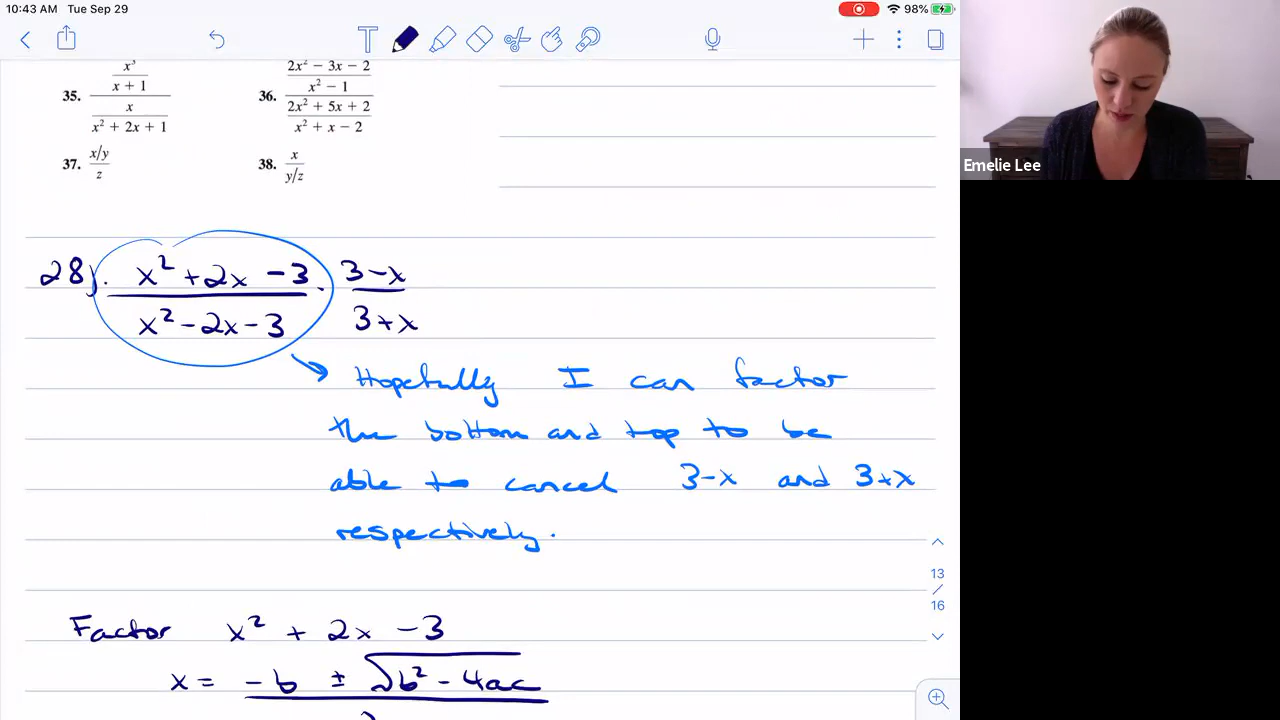 10:43 AM Tue Sep 29
98%
T
35. x³ / x + 1 / x / x² + 2x + 1
36. 2x² − 3x − 2 / x² − 1 / 2x² + 5x + 2 / x² + x − 2
37. x/y / z
38. x / y/z
28). x² + 2x − 3 / x² − 2x − 3 · 3−x / 3+x
Hopefully I can factor
the bottom and top to be
able to cancel 3−x and 3+x
respectively.
Factor x² + 2x − 3
x = −b ± √b² − 4ac
13
/
16
Emelie Lee